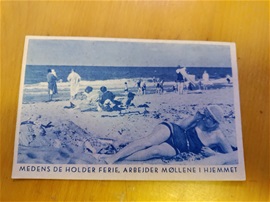 MEDENS DE HOLDER FERIE, ARBEJDER MØLLENE I HJEMMET